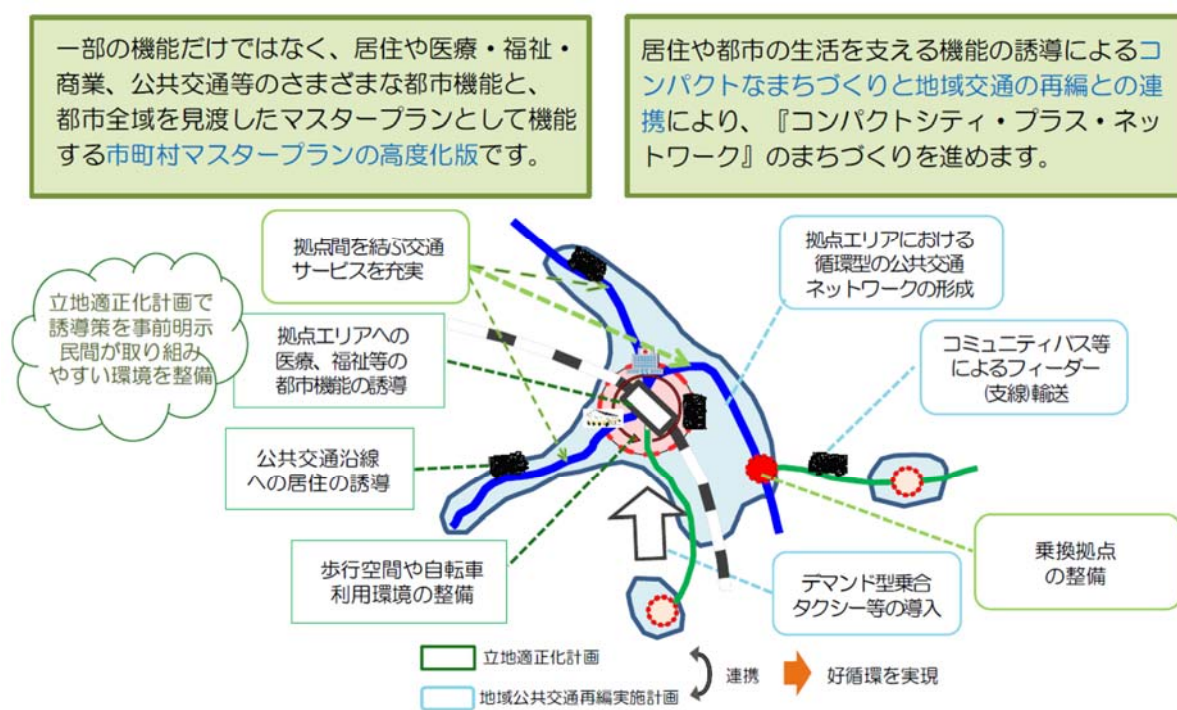 一部の機能だけではなく、居住や医療・福祉・
商業、公共交通等のさまざまな都市機能と、
都市全域を見渡したマスタープランとして機能
する市町村マスタープランの高度化版です。
居住や都市の生活を支える機能の誘導によるコ
ンパクトなまちづくりと地域交通の再編との連
携により、『コンパクトシティ・プラス・ネッ
トワーク』のまちづくりを進めます。
立地適正化計画で
誘導策を事前明示
民間が取り組み
やすい環境を整備
拠点間を結ぶ交通
サービスを充実
拠点エリアへの
医療、福祉等の
都市機能の誘導
公共交通沿線
への居住の誘導
歩行空間や自転車
利用環境の整備
拠点エリアにおける
循環型の公共交通
ネットワークの形成
コミュニティバス等
によるフィーダー
(支線)輸送
乗換拠点
の整備
デマンド型乗合
タクシー等の導入
立地適正化計画
地域公共交通再編実施計画
連携
好循環を実現